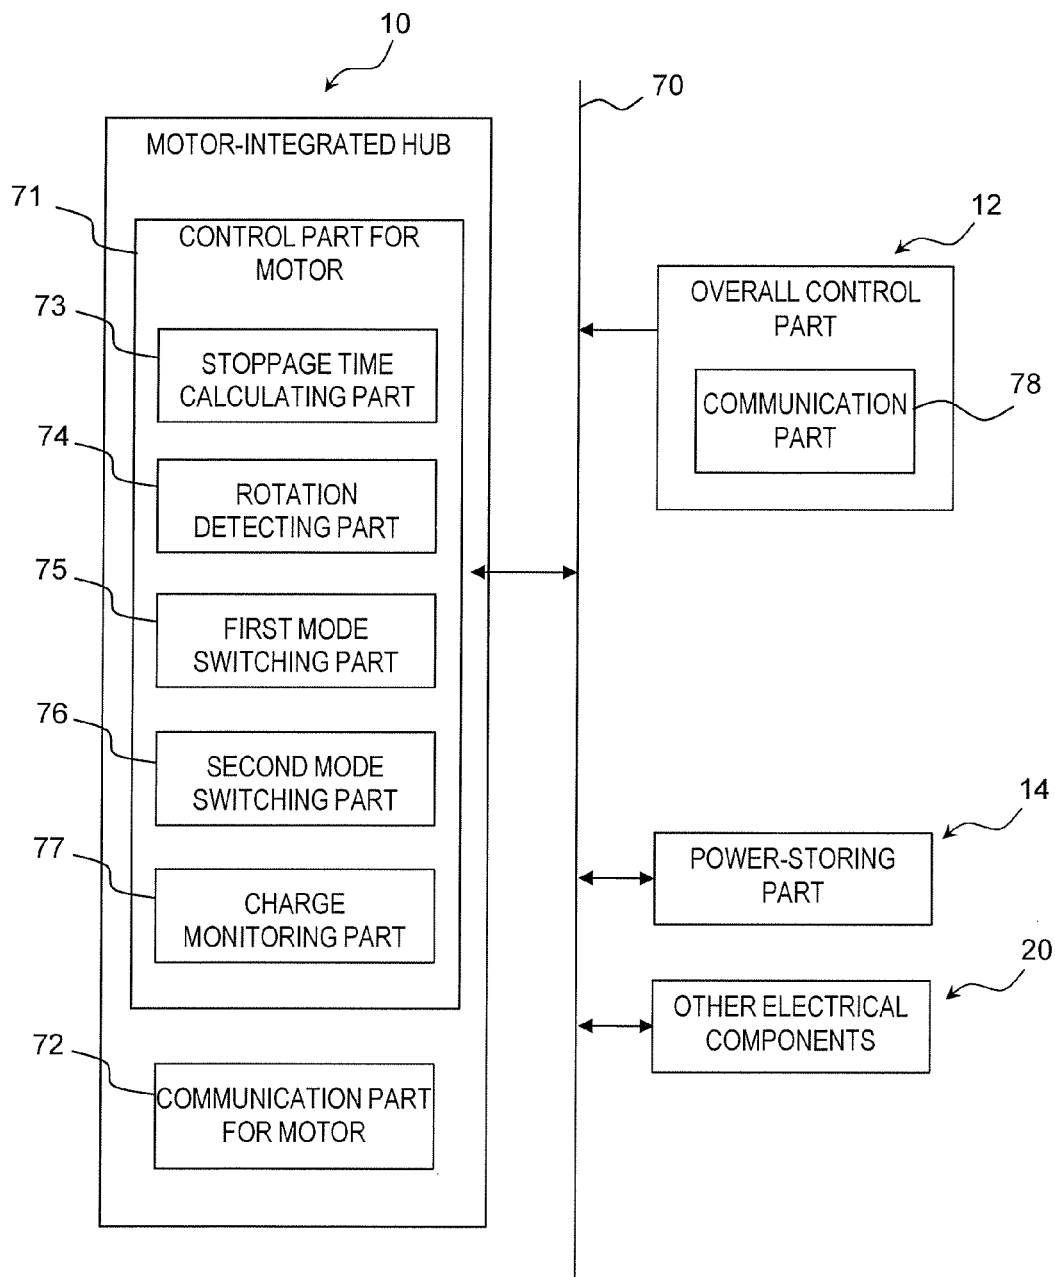 10
70
MOTOR-INTEGRATED HUB
71
12
CONTROL PART FOR
MOTOR
OVERALL CONTROL
PART
73
STOPPAGE TIME
CALCULATING PART
78
COMMUNICATION
PART
74
ROTATION
DETECTING PART
75
FIRST MODE
SWITCHING PART
76
SECOND MODE
SWITCHING PART
14
POWER-STORING
PART
77
CHARGE
MONITORING PART
20
OTHER ELECTRICAL
COMPONENTS
72
COMMUNICATION PART
FOR MOTOR